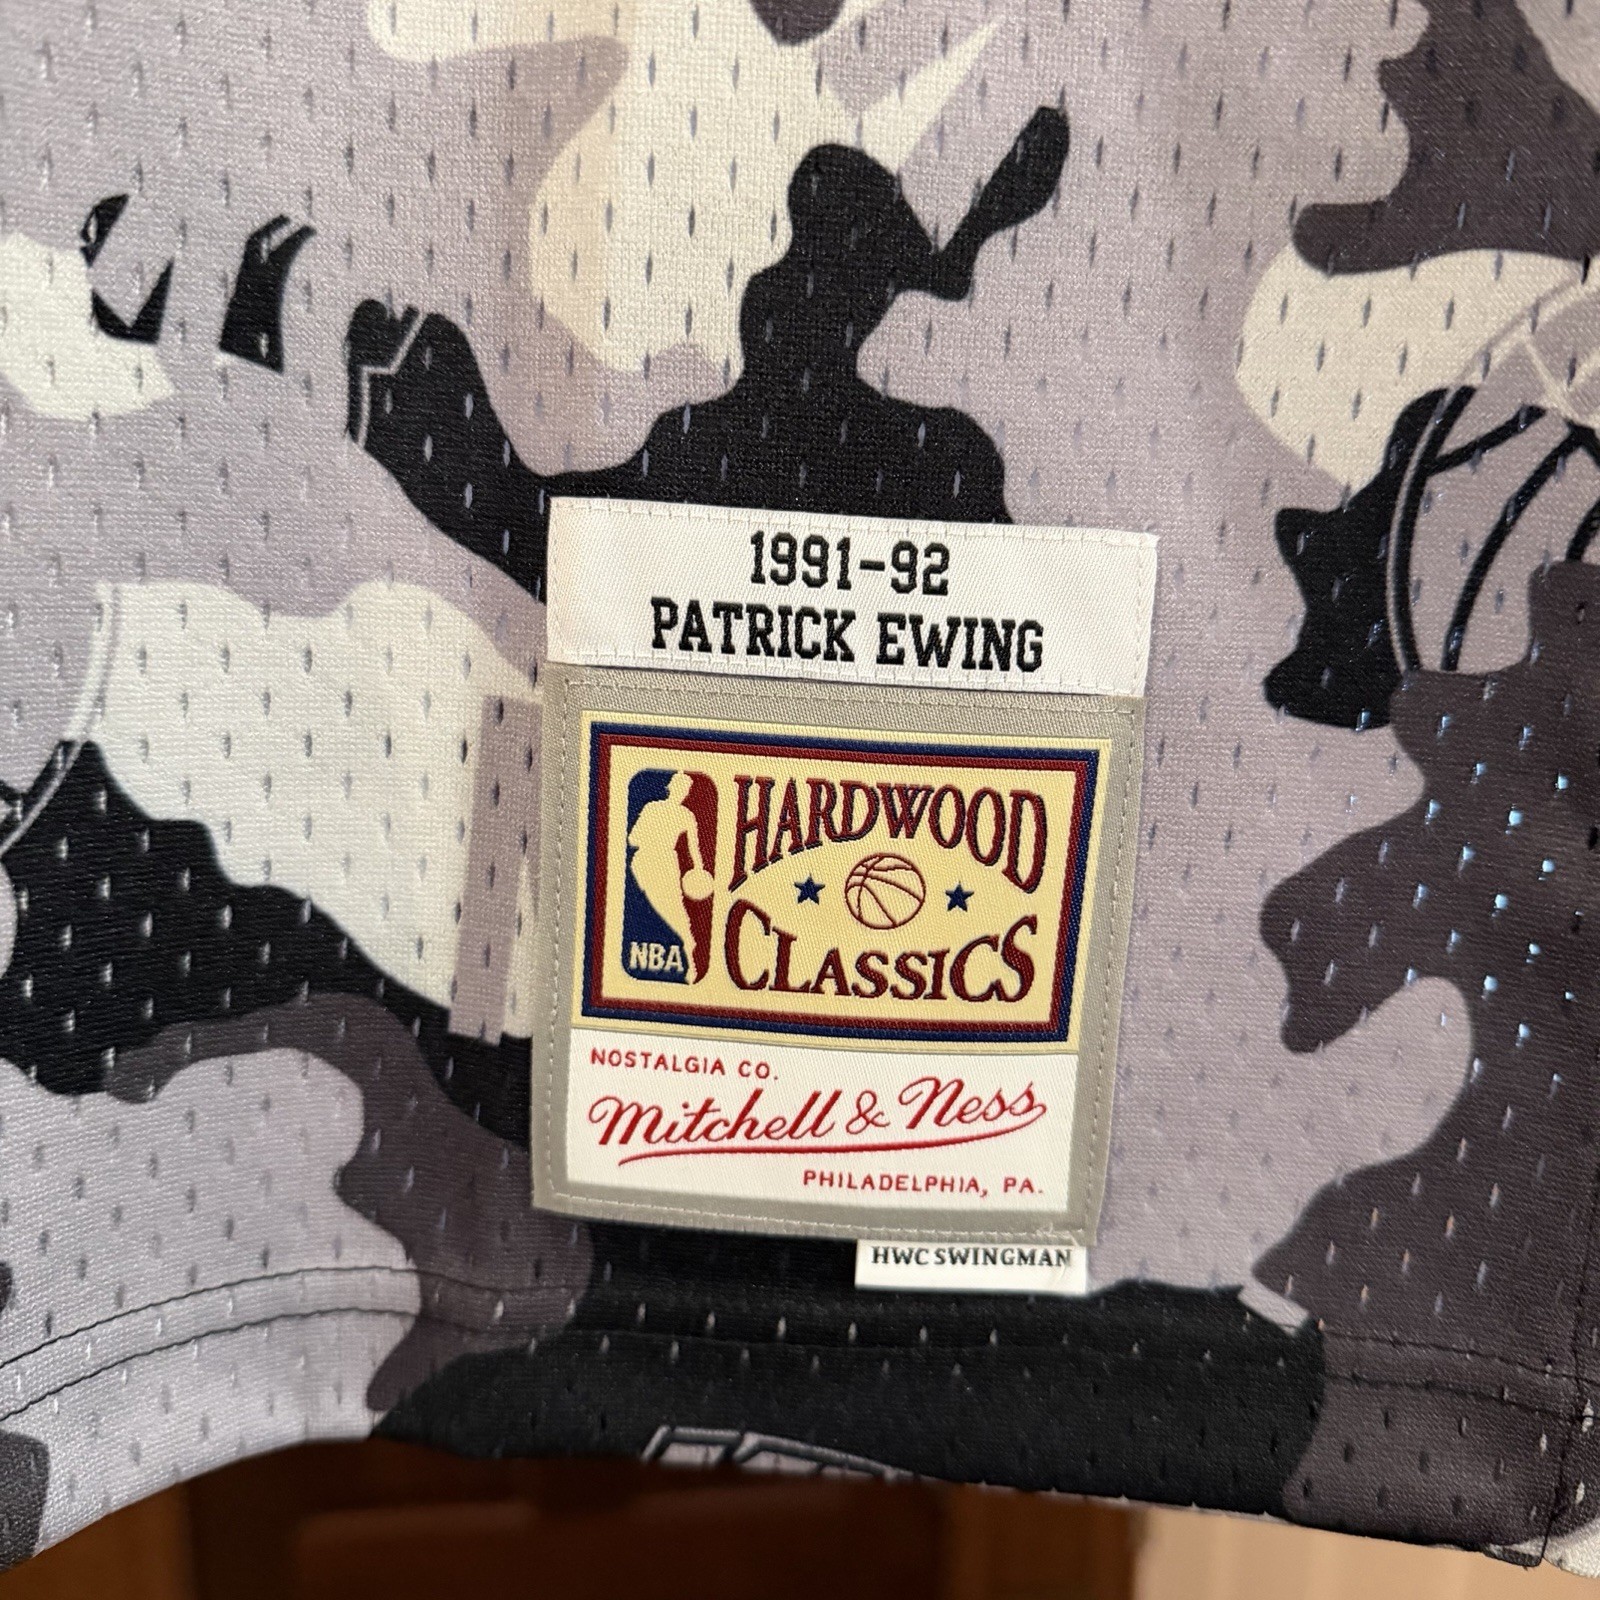 1991-92
PATRICK EWING
HARDWOOD
CLASSICS
NBA
NOSTALGIA CO.
Mitchell & Ness
PHILADELPHIA, PA.
HWC SWINGMAN